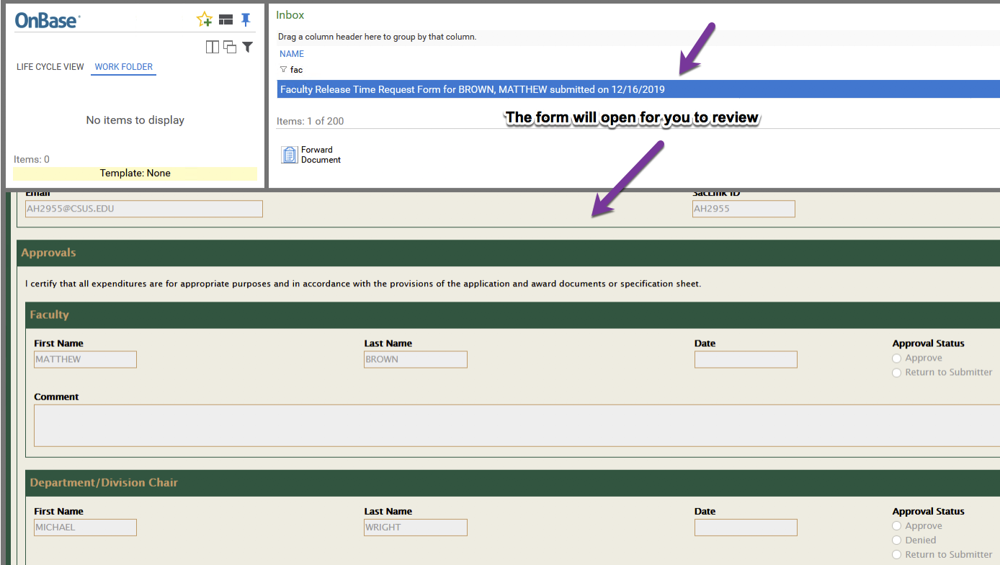 OnBase®
LIFE CYCLE VIEW WORK FOLDER
No items to display
Items: 0
Template: None
Inbox
Drag a column header here to group by that column.
NAME
fac
Faculty Release Time Request Form for BROWN, MATTHEW submitted on 12/16/2019
Items: 1 of 200
The form will open for you to review
Forward
Document
Email SacLink ID
AH2955@CSUS.EDU AH2955
Approvals
I certify that all expenditures are for appropriate purposes and in accordance with the provisions of the application and award documents or specification sheet.
Faculty
First Name Last Name Date Approval Status
MATTHEW BROWN Approve
Return to Submitter
Comment
Department/Division Chair
First Name Last Name Date Approval Status
MICHAEL WRIGHT Approve
Denied
Return to Submitter